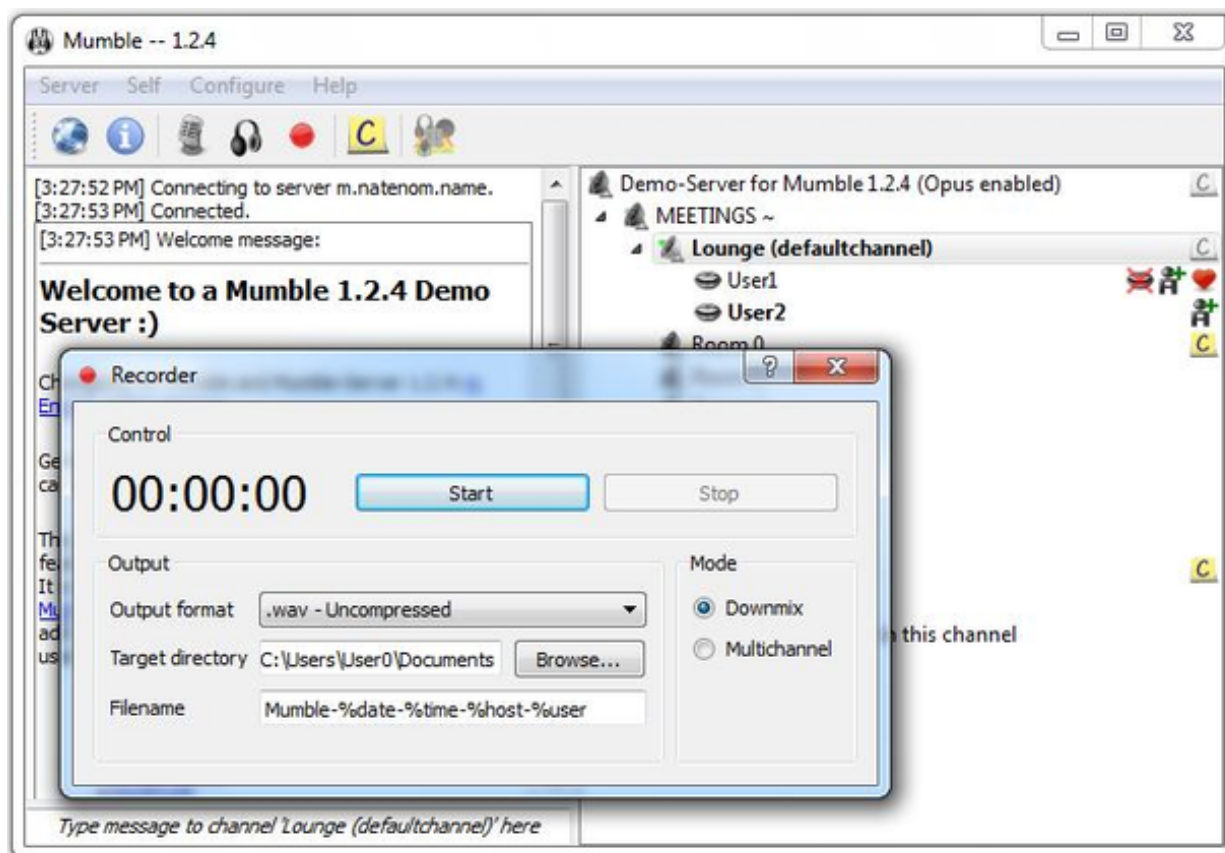 Mumble -- 1.2.4
Server Self Configure Help
C
[3:27:52 PM] Connecting to server m.natenom.name.
[3:27:53 PM] Connected.
[3:27:53 PM] Welcome message:
Welcome to a Mumble 1.2.4 Demo
Server :)
Demo-Server for Mumble 1.2.4 (Opus enabled) C
MEETINGS ~
Lounge (defaultchannel) C
User1
User2
Room 0 C
Recorder
Control
00:00:00 Start Stop
Output
Output format .wav - Uncompressed
Target directory C:\Users\User0\Documents Browse...
Filename Mumble-%date-%time-%host-%user
Mode
Downmix
Multichannel
C
this channel
Type message to channel 'Lounge (defaultchannel)' here